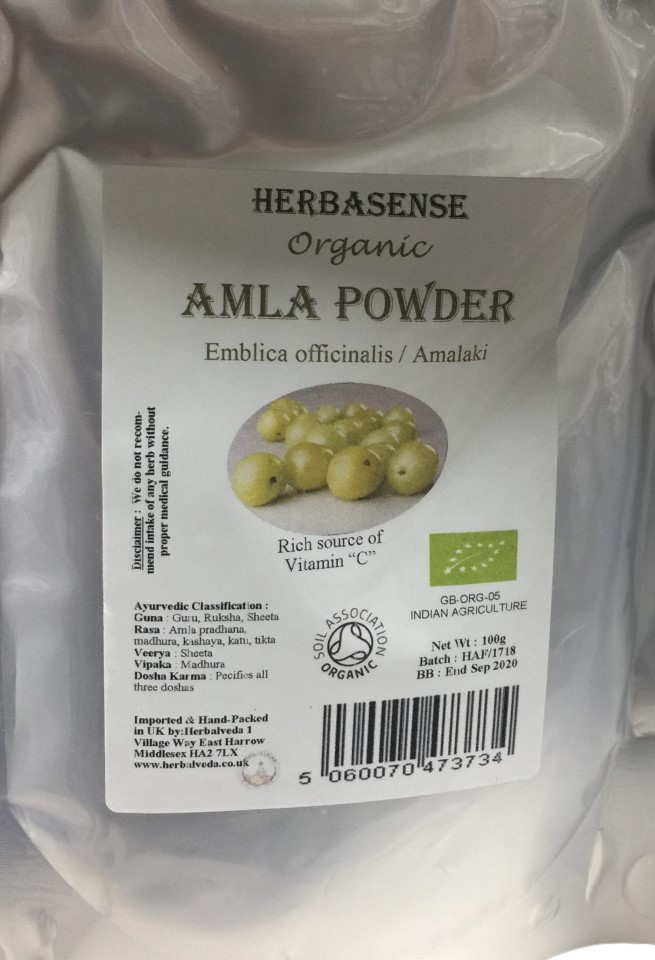 HERBASENSE
Organic
AMLA POWDER
Emblica officinalis / Amalaki
Disclaimer : We do not recom-
mend intake of any herb without
proper medical guidance.
Rich source of
Vitamin “C”
GB-ORG-05
INDIAN AGRICULTURE
Ayurvedic Classification :
Guna : Guru, Ruksha, Sheeta
Rasa : Amla pradhana,
madhura, kashaya, katu, tikta
Veerya : Sheeta
Vipaka : Madhura
Dosha Karma : Pecifies all
three doshas
SOIL ASSOCIATION
ORGANIC
Net Wt : 100g
Batch : HAF/1718
BB : End Sep 2020
Imported & Hand-Packed
in UK by:Herbalveda 1
Village Way East Harrow
Middlesex HA2 7LX
www.herbalveda.co.uk
5 060070 473734